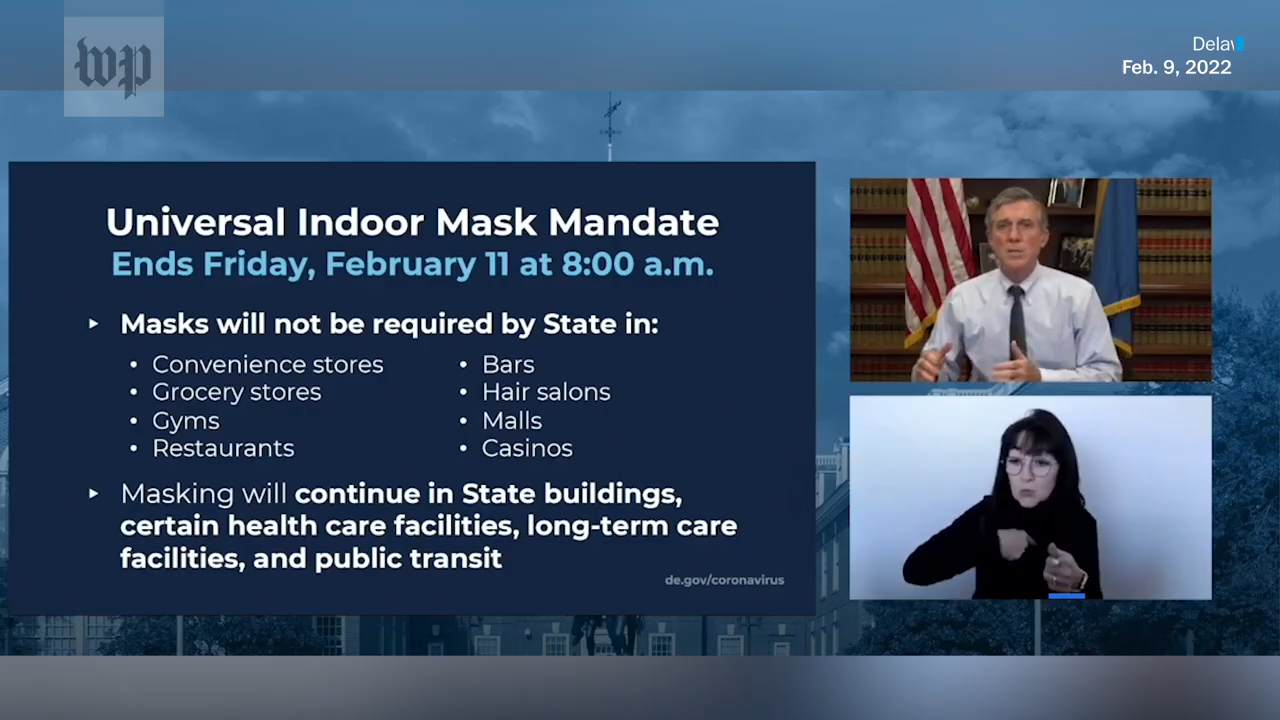 wp
Feb. 9, 2022
Universal Indoor Mask Mandate
Ends Friday, February 11 at 8:00 a.m.
Masks will not be required by State in:
• Convenience stores
• Grocery stores
• Gyms
• Restaurants
• Bars
• Hair salons
• Malls
• Casinos
Masking will continue in State buildings,
certain health care facilities, long-term care
facilities, and public transit
de.gov/coronavirus